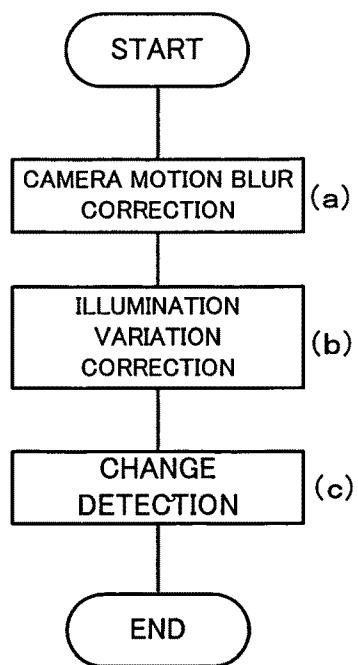 START
CAMERA MOTION BLUR
CORRECTION
(a)
ILLUMINATION
VARIATION
CORRECTION
(b)
CHANGE
DETECTION
(c)
END